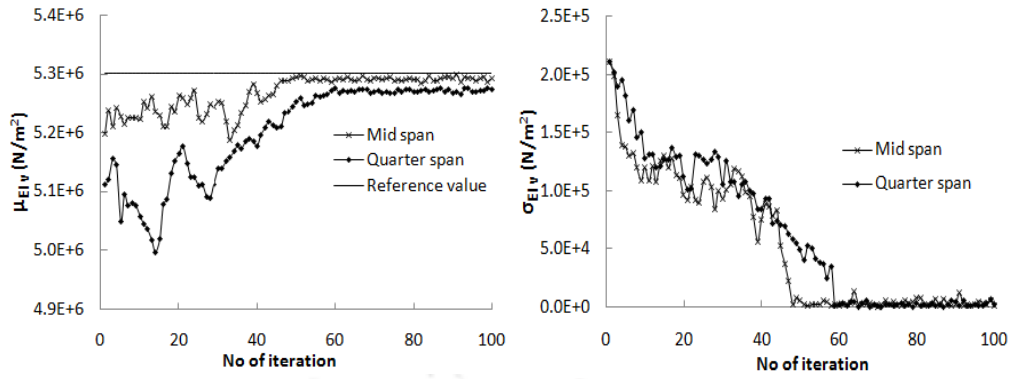 5.4E+6
5.3E+6
5.2E+6
5.1E+6
5.0E+6
4.9E+6
μEIv (N/m²)
0
20
40
60
80
100
No of iteration
Mid span
Quarter span
Reference value
2.5E+5
2.0E+5
1.5E+5
1.0E+5
5.0E+4
0.0E+0
σEIv (N/m²)
0
20
40
60
80
100
No of iteration
Mid span
Quarter span